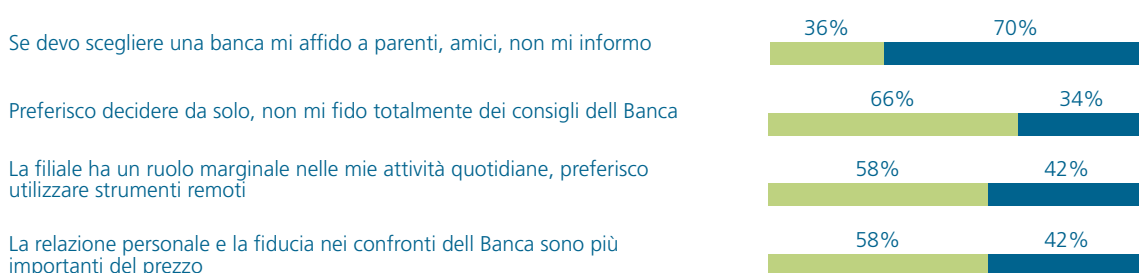 36% 70%
Se devo scegliere una banca mi affido a parenti, amici, non mi informo
66% 34%
Preferisco decidere da solo, non mi fido totalmente dei consigli dell Banca
La filiale ha un ruolo marginale nelle mie attività quotidiane, preferisco
utilizzare strumenti remoti
58% 42%
La relazione personale e la fiducia nei confronti dell Banca sono più
importanti del prezzo
58% 42%